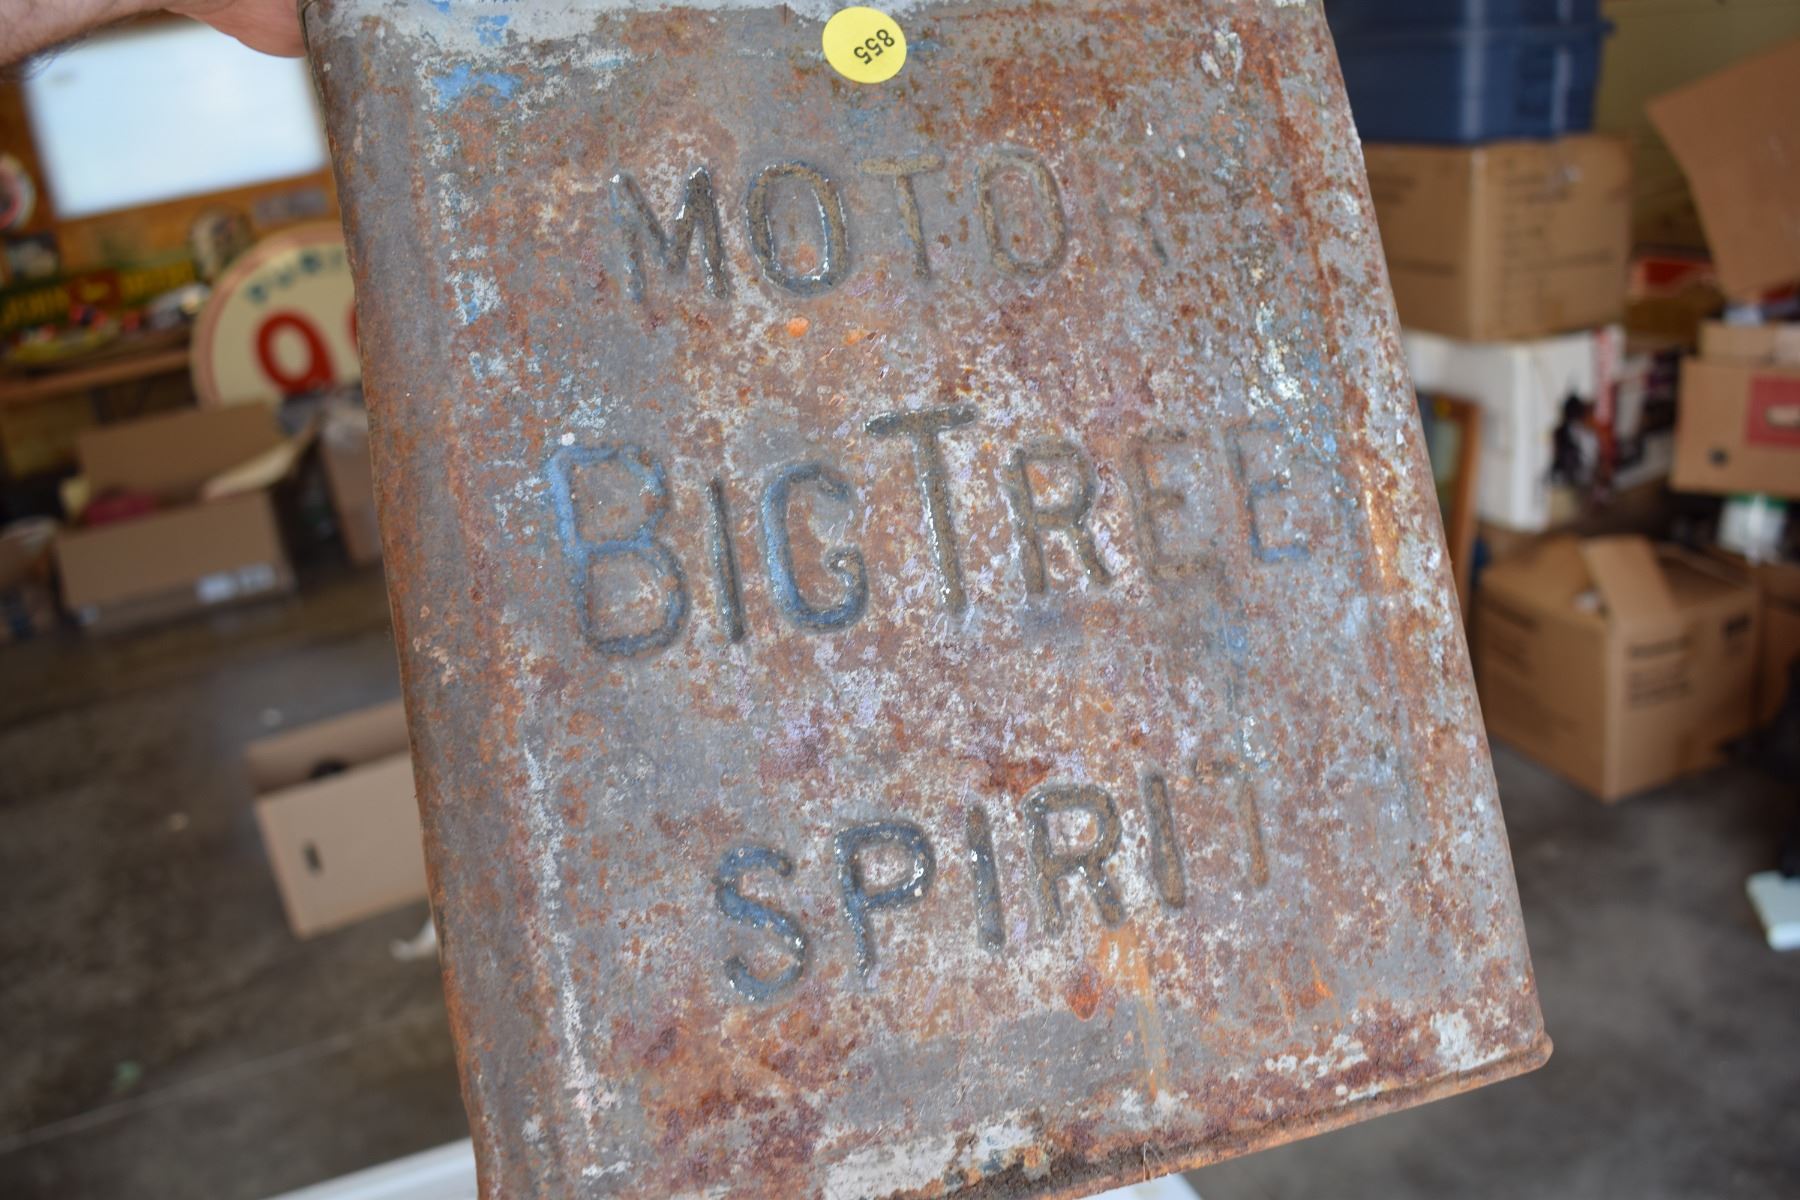 855
MOTOR
BIG TREE
SPIRIT